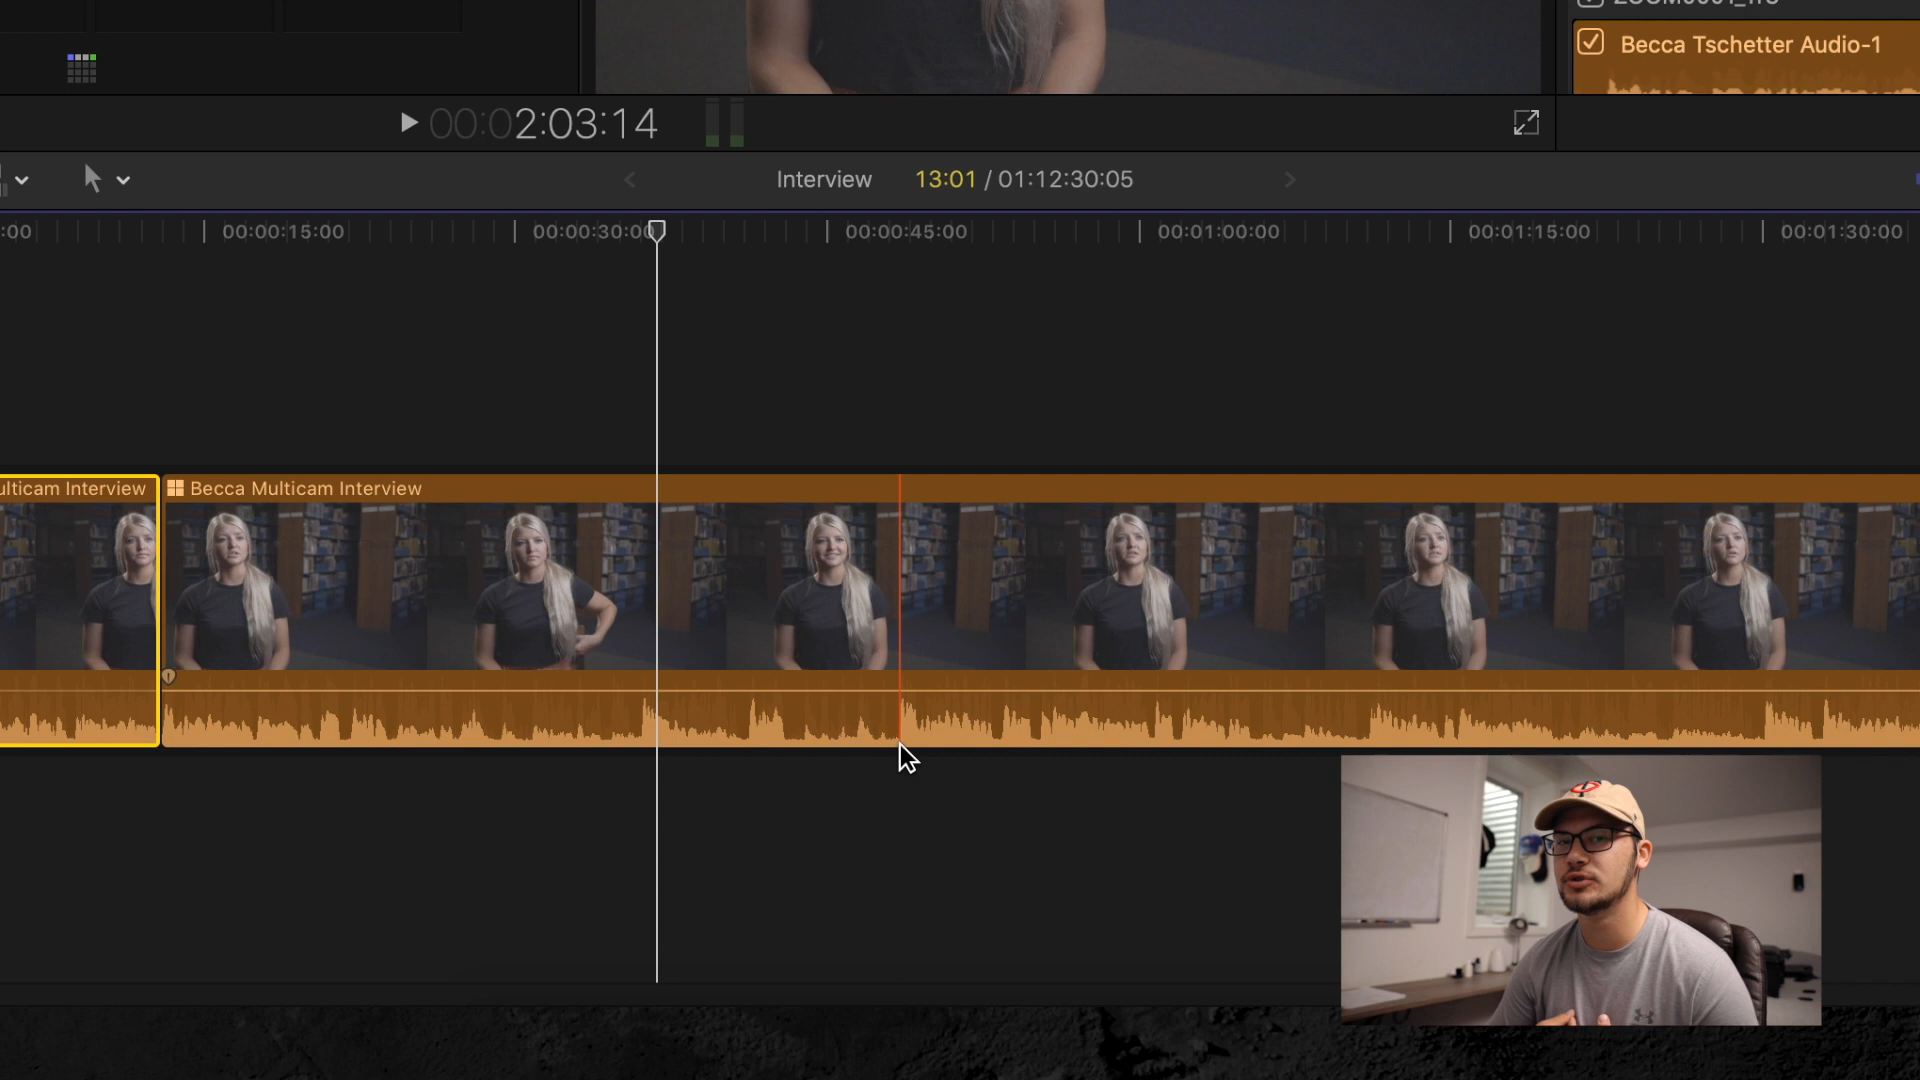 Becca Tschetter Audio-1
00:02:03:14
Interview 13:01 / 01:12:30:05
:00 00:00:15:00 00:00:30:00 00:00:45:00 00:01:00:00 00:01:15:00 00:01:30:00
ulticam Interview Becca Multicam Interview